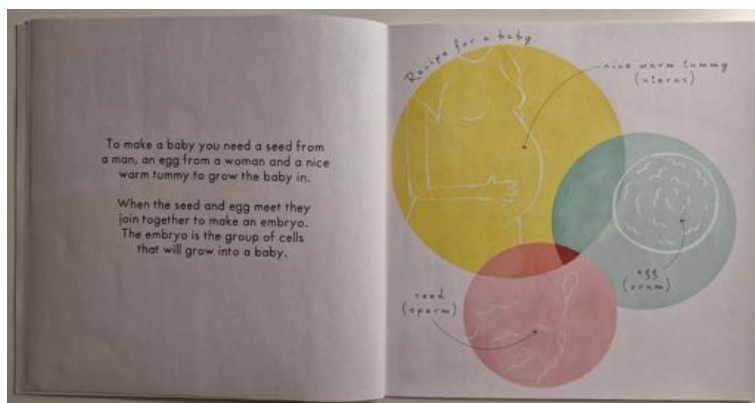 To make a baby you need a seed from
a man, an egg from a woman and a nice
warm tummy to grow the baby in.
When the seed and egg meet they
join together to make an embryo.
The embryo is the group of cells
that will grow into a baby.
Recipe for a baby
nice warm tummy
(uterus)
egg
(ovum)
seed
(sperm)